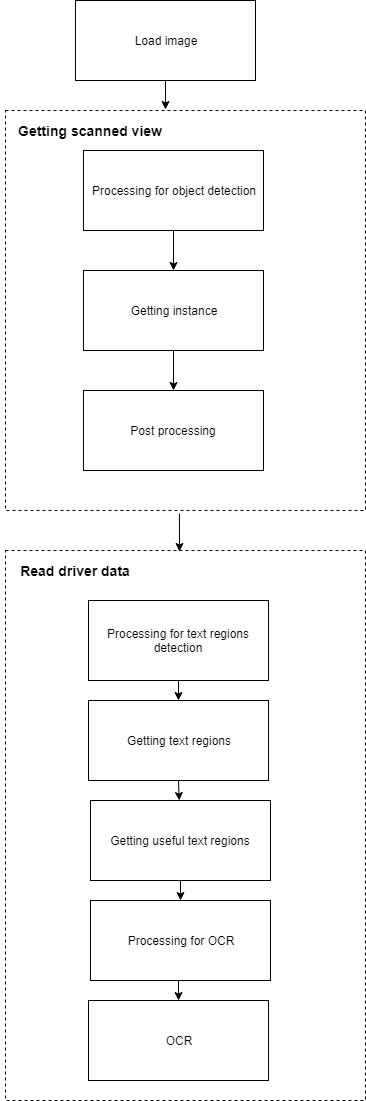 Load image
Getting scanned view
Processing for object detection
Getting instance
Post processing
Read driver data
Processing for text regions
detection
Getting text regions
Getting useful text regions
Processing for OCR
OCR